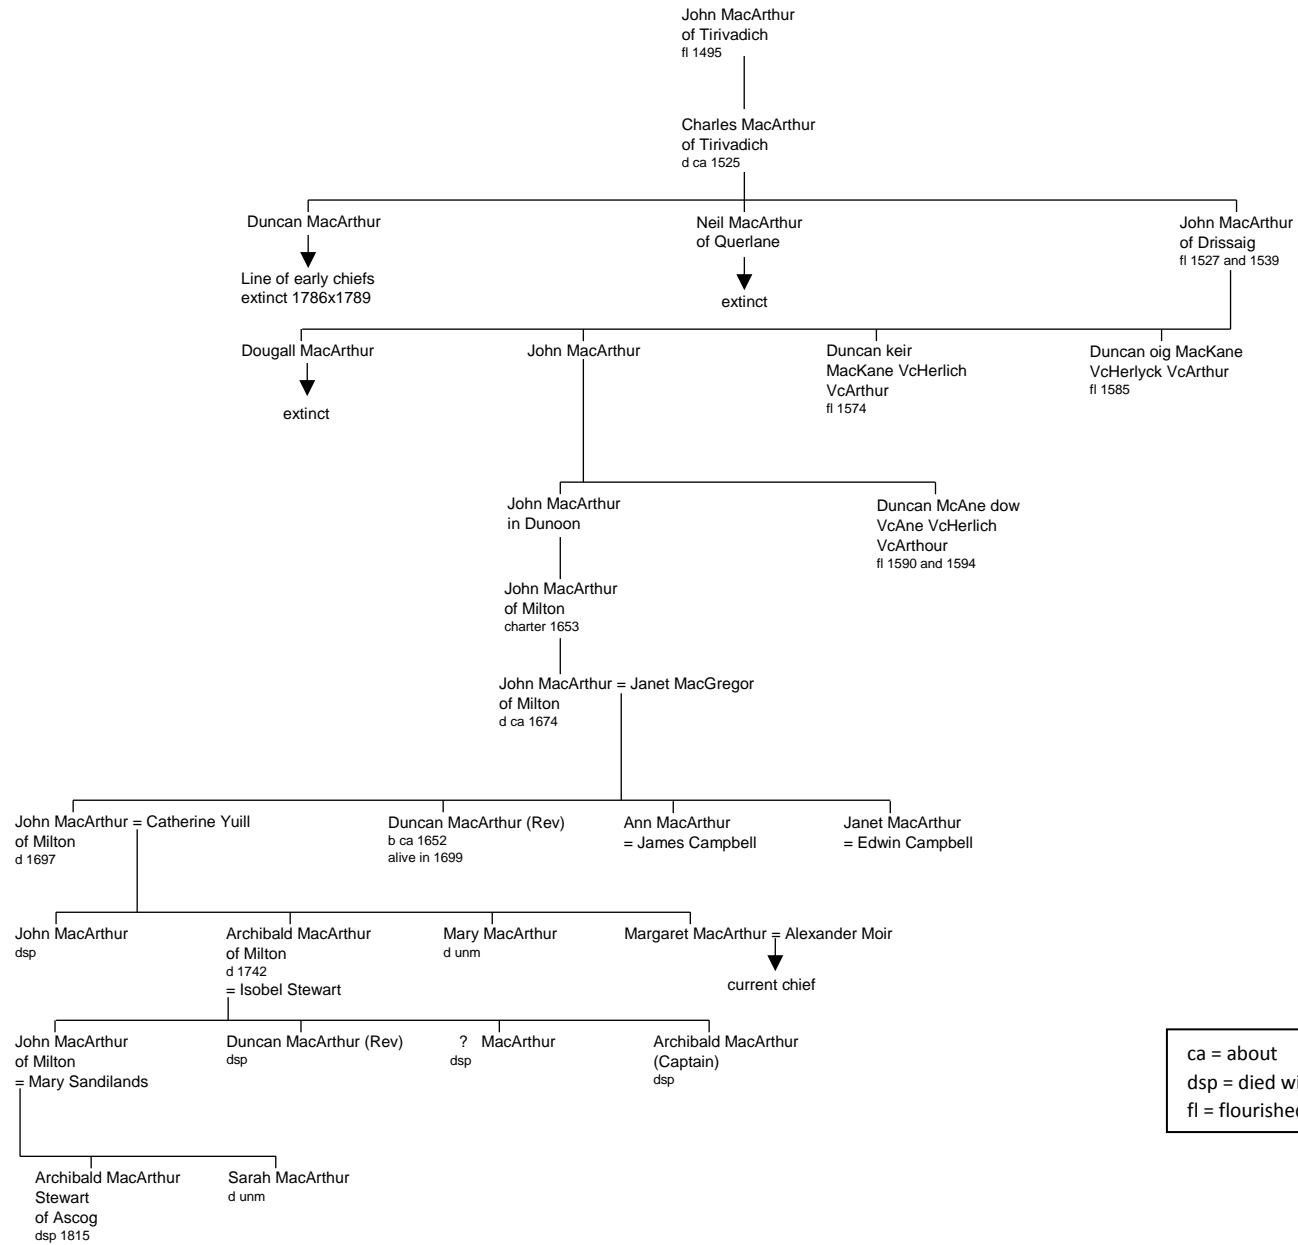 John MacArthur
of Tirivadich
fl 1495
Charles MacArthur
of Tirivadich
d ca 1525
Duncan MacArthur
Line of early chiefs
extinct 1786x1789
Neil MacArthur
of Querlane
extinct
John MacArthur
of Drissaig
fl 1527 and 1539
Dougall MacArthur
extinct
John MacArthur
Duncan keir
MacKane VcHerlich
VcArthur
fl 1574
Duncan oig MacKane
VcHerlyck VcArthur
fl 1585
John MacArthur
in Dunoon
Duncan McAne dow
VcAne VcHerlich
VcArthour
fl 1590 and 1594
John MacArthur
of Milton
charter 1653
John MacArthur = Janet MacGregor
of Milton
d ca 1674
John MacArthur = Catherine Yuill
of Milton
d 1697
Duncan MacArthur (Rev)
b ca 1652
alive in 1699
Ann MacArthur
= James Campbell
Janet MacArthur
= Edwin Campbell
John MacArthur
dsp
Archibald MacArthur
of Milton
d 1742
= Isobel Stewart
Mary MacArthur
d unm
Margaret MacArthur = Alexander Moir
current chief
John MacArthur
of Milton
= Mary Sandilands
Duncan MacArthur (Rev)
dsp
? MacArthur
dsp
Archibald MacArthur
(Captain)
dsp
ca = about
dsp = died
fl = flourished
Archibald MacArthur
Stewart
of Ascog
dsp 1815
Sarah MacArthur
d unm